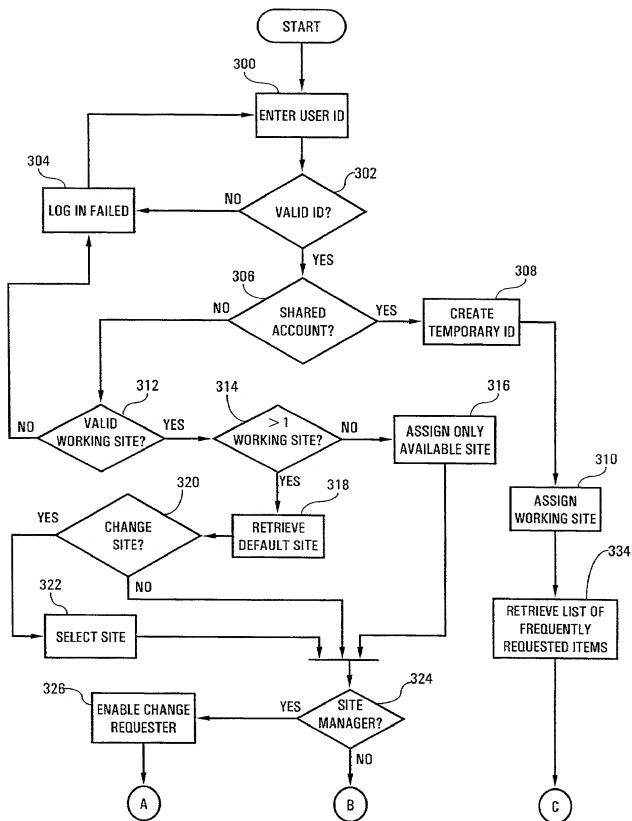 START
300
ENTER USER ID
304
302
LOG IN FAILED
NO
VALID ID?
YES
306
308
NO
SHARED
ACCOUNT?
YES
CREATE
TEMPORARY ID
312
314
316
NO
VALID
WORKING SITE?
YES
> 1
WORKING SITE?
NO
ASSIGN ONLY
AVAILABLE SITE
YES
310
320
318
ASSIGN
WORKING SITE
YES
CHANGE
SITE?
RETRIEVE
DEFAULT SITE
NO
334
322
RETRIEVE LIST OF
FREQUENTLY
REQUESTED ITEMS
SELECT SITE
324
326
ENABLE CHANGE
REQUESTER
YES
SITE
MANAGER?
NO
A
B
C